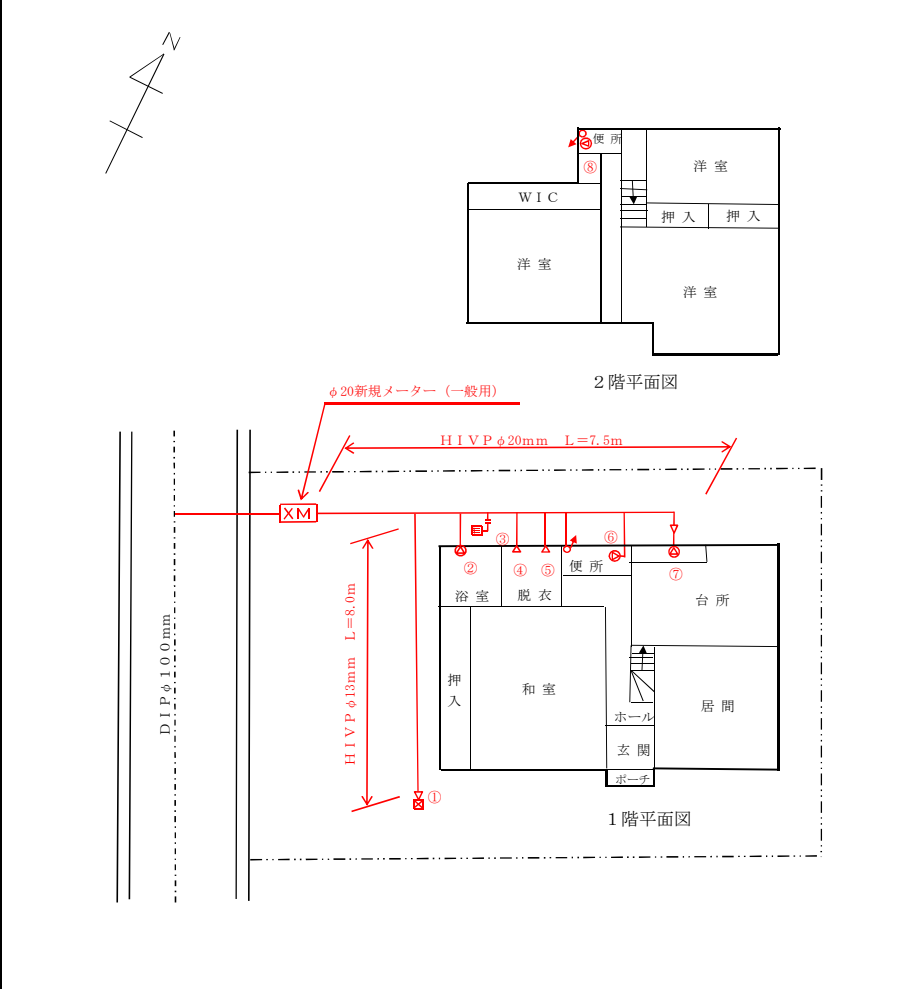 N
便所
⑧
洋室
WIC
押入
押入
洋室
洋室
2階平面図
φ20新規メーター（一般用）
HIVPφ20mm　L=7.5m
XM
③
⑥
②
④
⑤
便所
⑦
浴室
脱衣
台所
HIVPφ13mm　L=8.0m
DIPφ100mm
押入
和室
居間
ホール
玄関
ポーチ
①
1階平面図